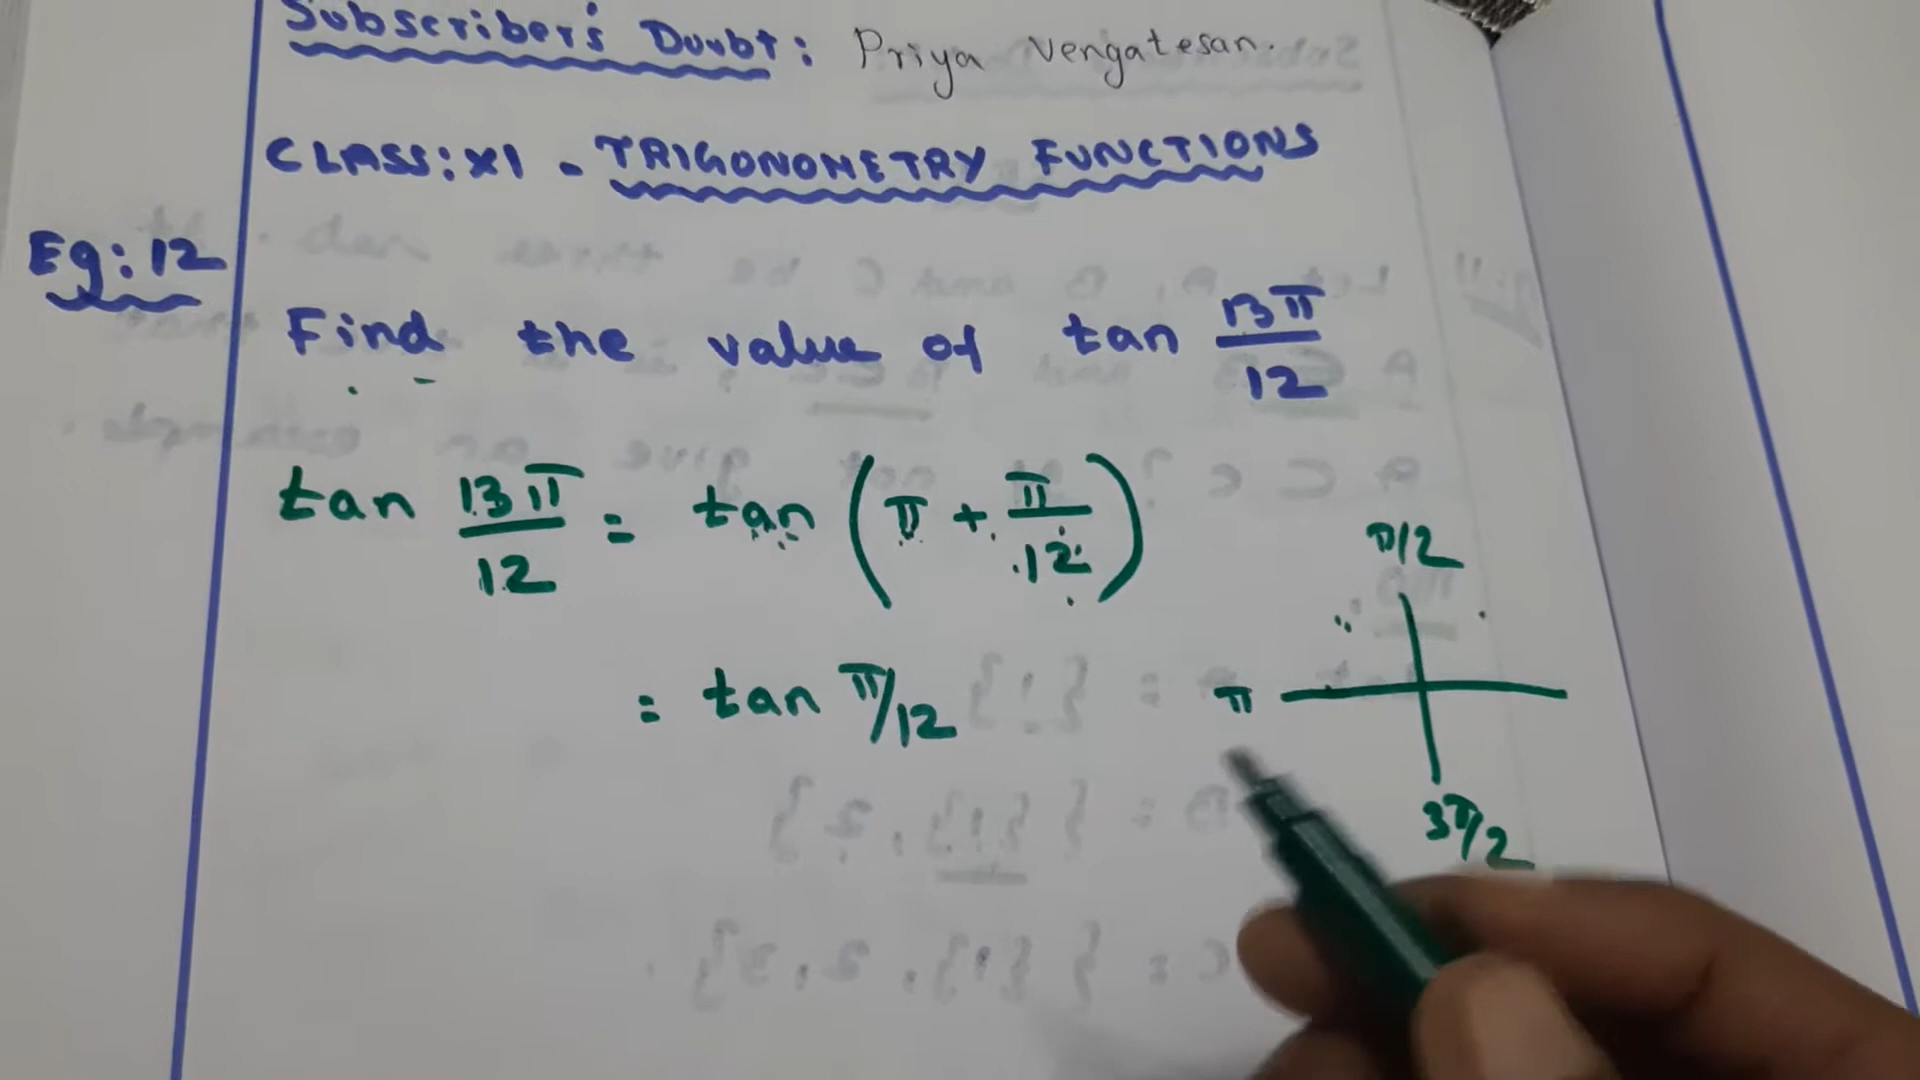 Subscriber's Doubt: Priya Vengatesan.
CLASS: XI - TRIGONOMETRY FUNCTIONS
Eg: 12
Find the value of tan 13π/12
tan 13π/12 = tan (π + π/12)
= tan π/12
π/2
π
3π/2